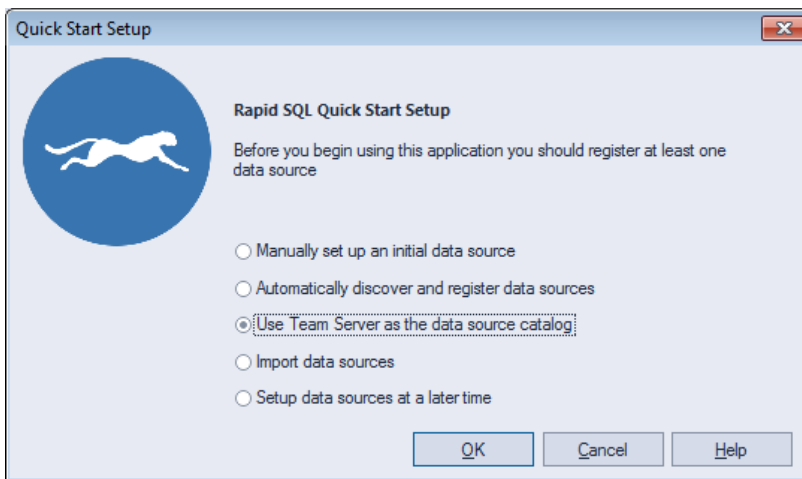 Quick Start Setup
Rapid SQL Quick Start Setup
Before you begin using this application you should register at least one
data source
Manually set up an initial data source
Automatically discover and register data sources
Use Team Server as the data source catalog
Import data sources
Setup data sources at a later time
OK Cancel Help